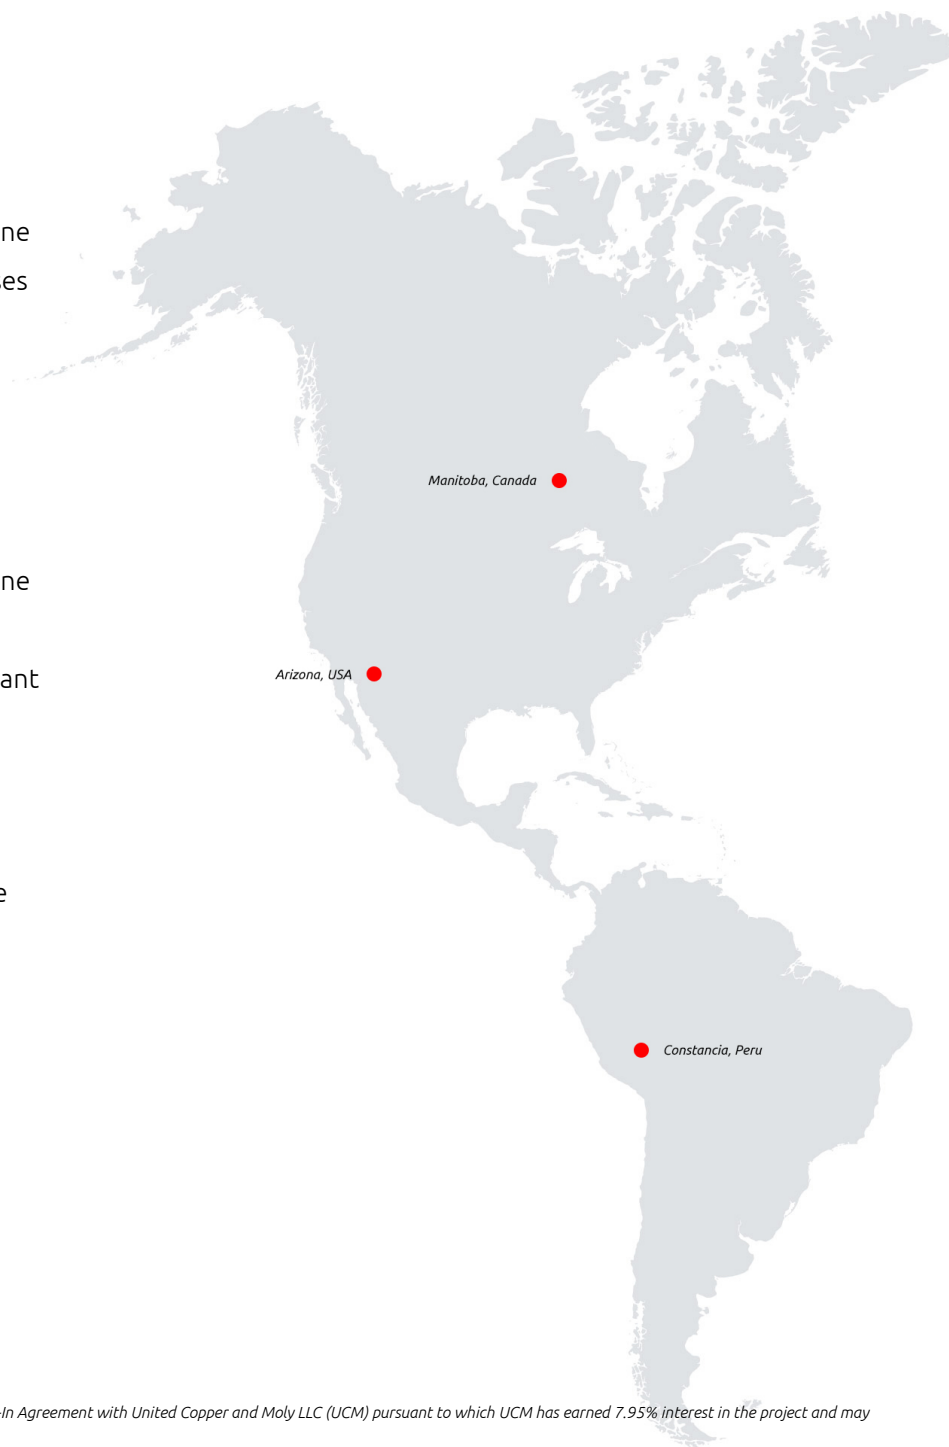 ne
es
Manitoba, Canada
ne
Arizona, USA
ant
e
Constancia, Peru
-In Agreement with United Copper and Moly LLC (UCM) pursuant to which UCM has earned 7.95% interest in the project and may